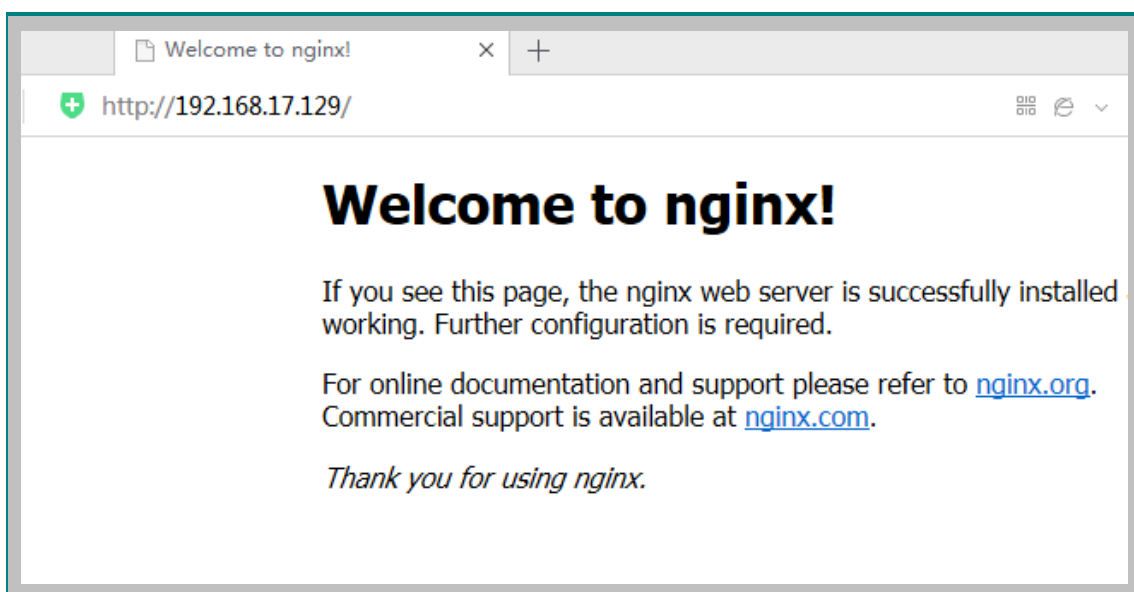 Welcome to nginx!
http://192.168.17.129/
Welcome to nginx!
If you see this page, the nginx web server is successfully installed
working. Further configuration is required.
For online documentation and support please refer to nginx.org.
Commercial support is available at nginx.com.
Thank you for using nginx.